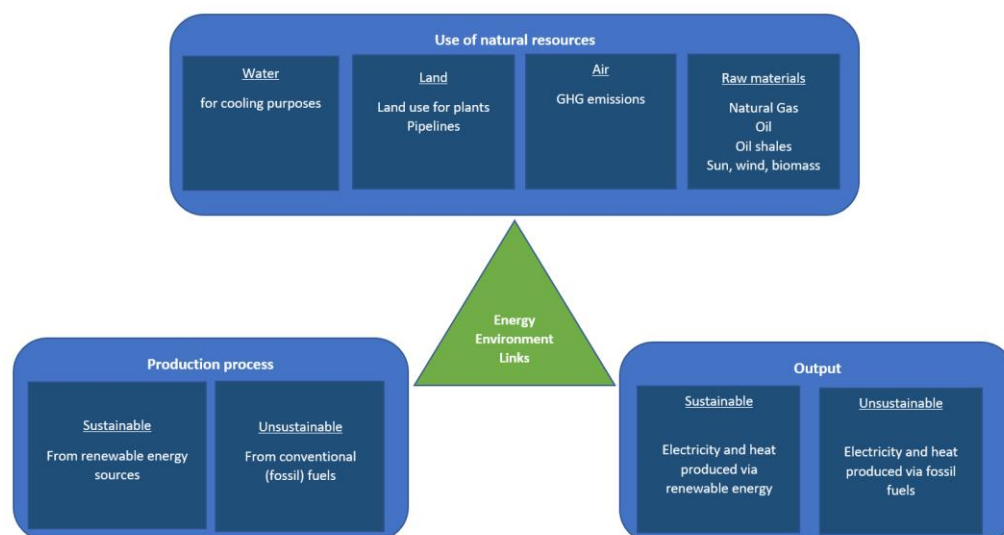 Use of natural resources
Water
for cooling purposes
Land
Land use for plants
Pipelines
Air
GHG emissions
Raw materials
Natural Gas
Oil
Oil shales
Sun, wind, biomass
Energy
Environment
Links
Production process
Sustainable
From renewable energy
sources
Unsustainable
From conventional
(fossil) fuels
Output
Sustainable
Electricity and heat
produced via
renewable energy
Unsustainable
Electricity and heat
produced via fossil
fuels